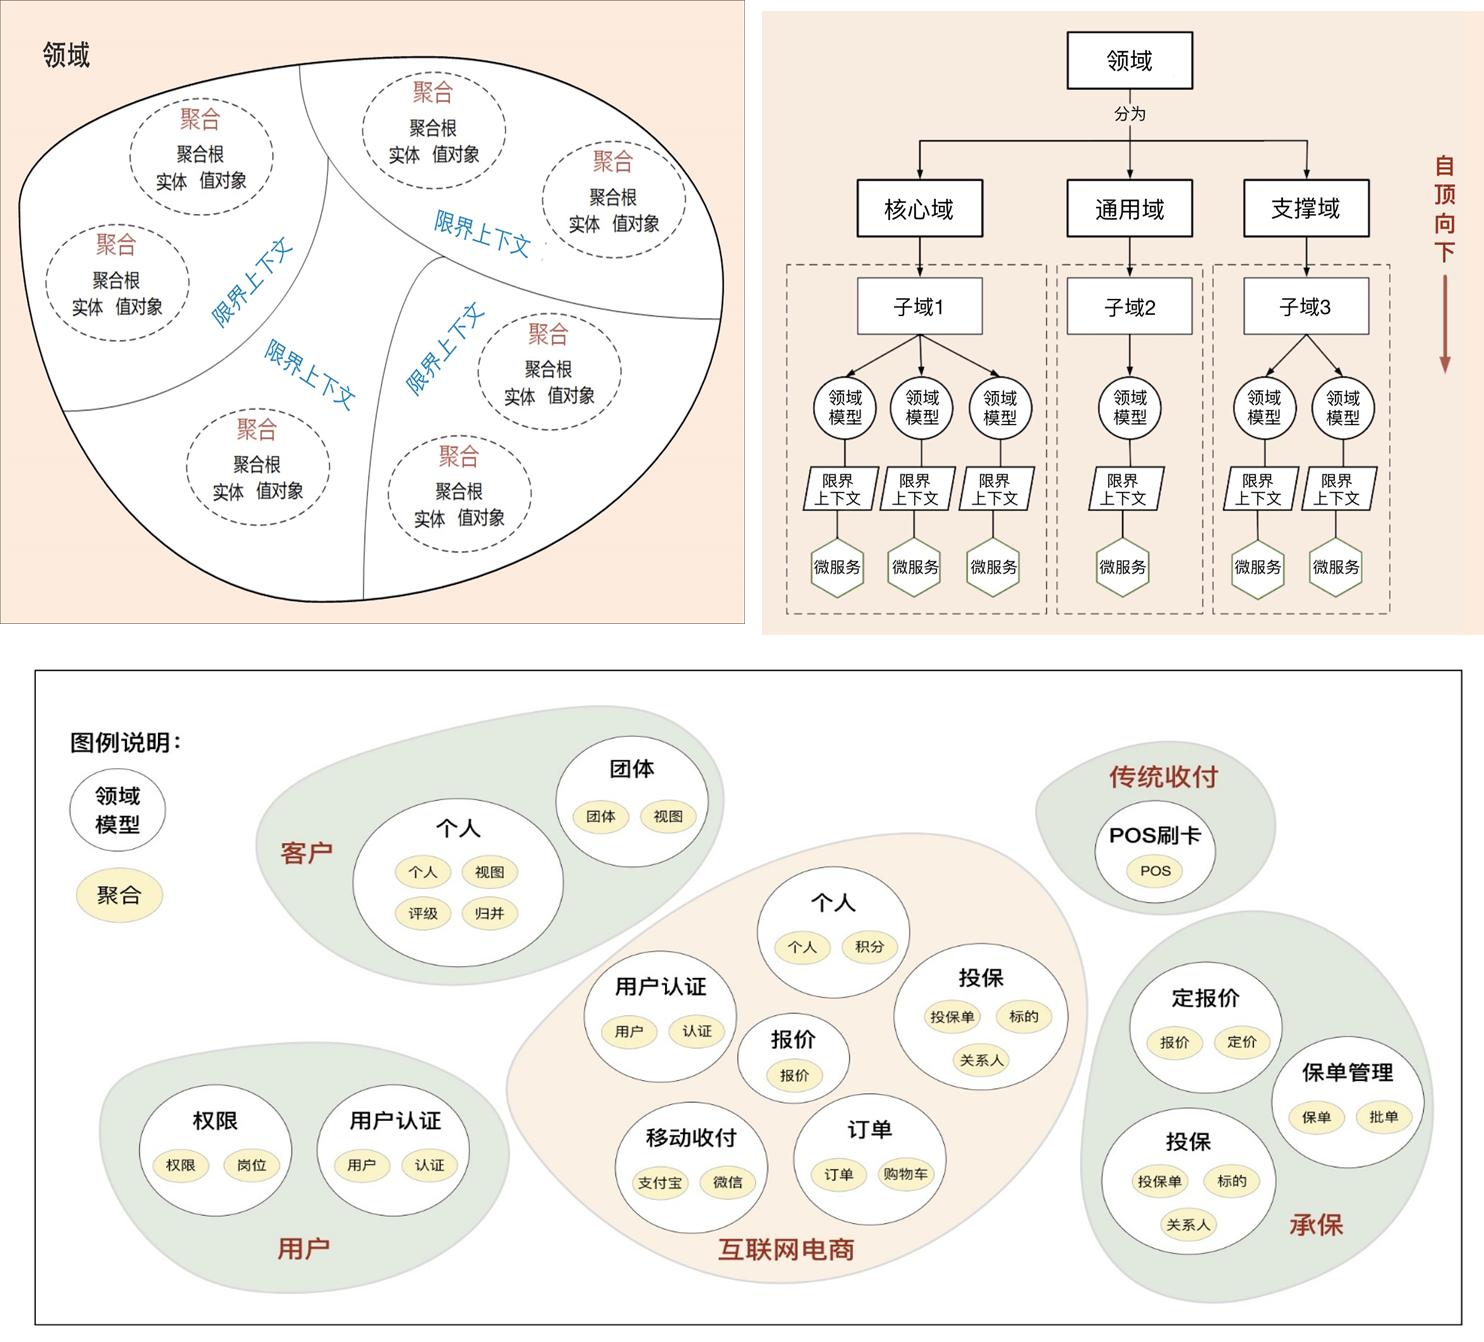 领域
聚合
聚合根
实体 值对象
聚合
聚合根
实体 值对象
限界上下文
聚合
聚合根
实体 值对象
聚合
聚合根
实体 值对象
限界上下文
限界上下文
聚合
聚合根
实体 值对象
限界上下文
聚合
聚合根
实体 值对象
聚合
聚合根
实体 值对象
领域
分为
核心域
通用域
支撑域
子域1
子域2
子域3
领域
模型
领域
模型
领域
模型
领域
模型
领域
模型
领域
模型
限界
上下文
限界
上下文
限界
上下文
限界
上下文
限界
上下文
限界
上下文
微服务
微服务
微服务
微服务
微服务
微服务
自
顶
向
下
图例说明：
领域
模型
聚合
客户
个人
个人
视图
评级
归并
团体
团体
视图
传统收付
POS刷卡
POS
个人
个人
积分
用户认证
用户
认证
投保
投保单
标的
关系人
报价
报价
移动收付
支付宝
微信
订单
订单
购物车
互联网电商
权限
权限
岗位
用户认证
用户
认证
用户
定报价
报价
定价
保单管理
保单
批单
投保
投保单
标的
关系人
承保